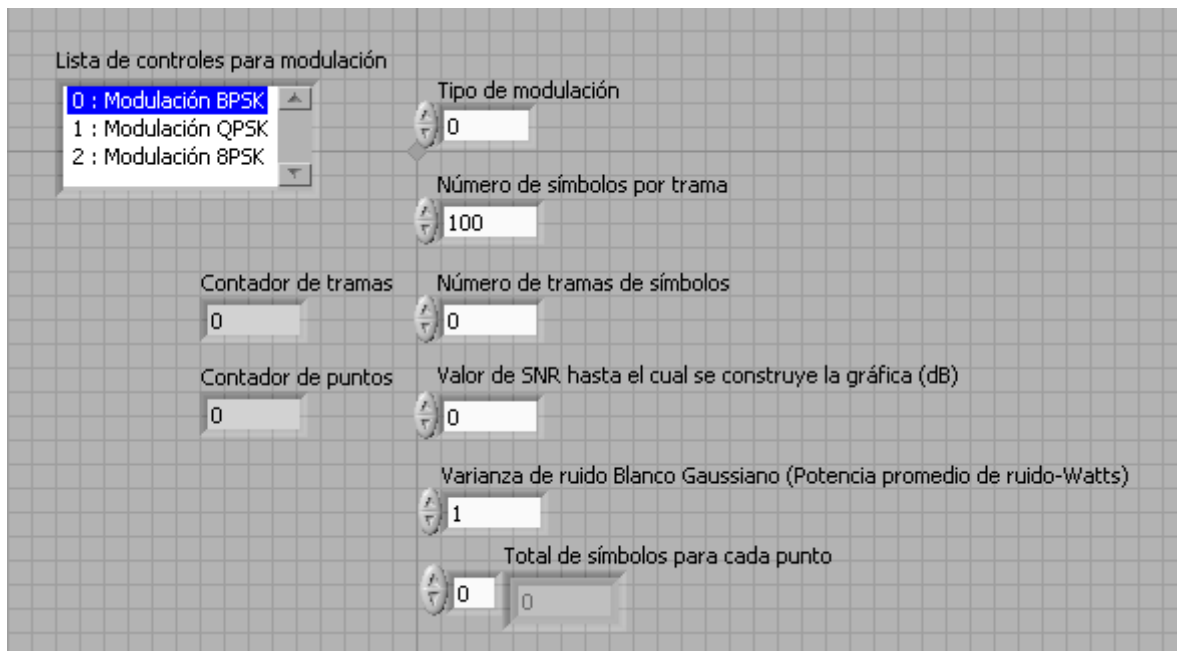 Lista de controles para modulación
0 : Modulación BPSK
1 : Modulación QPSK
2 : Modulación 8PSK
Tipo de modulación
0
Número de símbolos por trama
100
Contador de tramas
0
Número de tramas de símbolos
0
Contador de puntos
0
Valor de SNR hasta el cual se construye la gráfica (dB)
0
Varianza de ruido Blanco Gaussiano (Potencia promedio de ruido-Watts)
1
Total de símbolos para cada punto
0
0